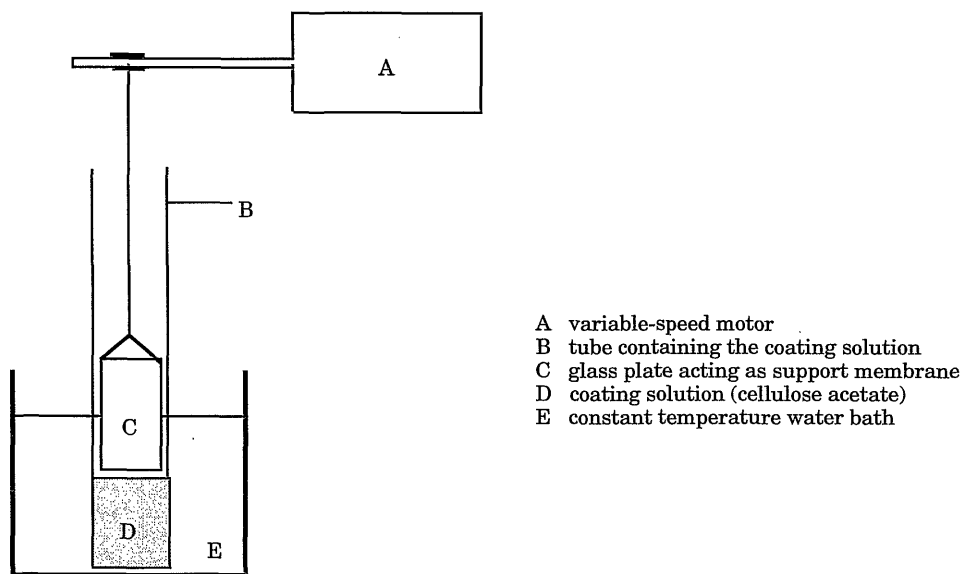 A
B
C
D
E
A variable-speed motor
B tube containing the coating solution
C glass plate acting as support membrane
D coating solution (cellulose acetate)
E constant temperature water bath